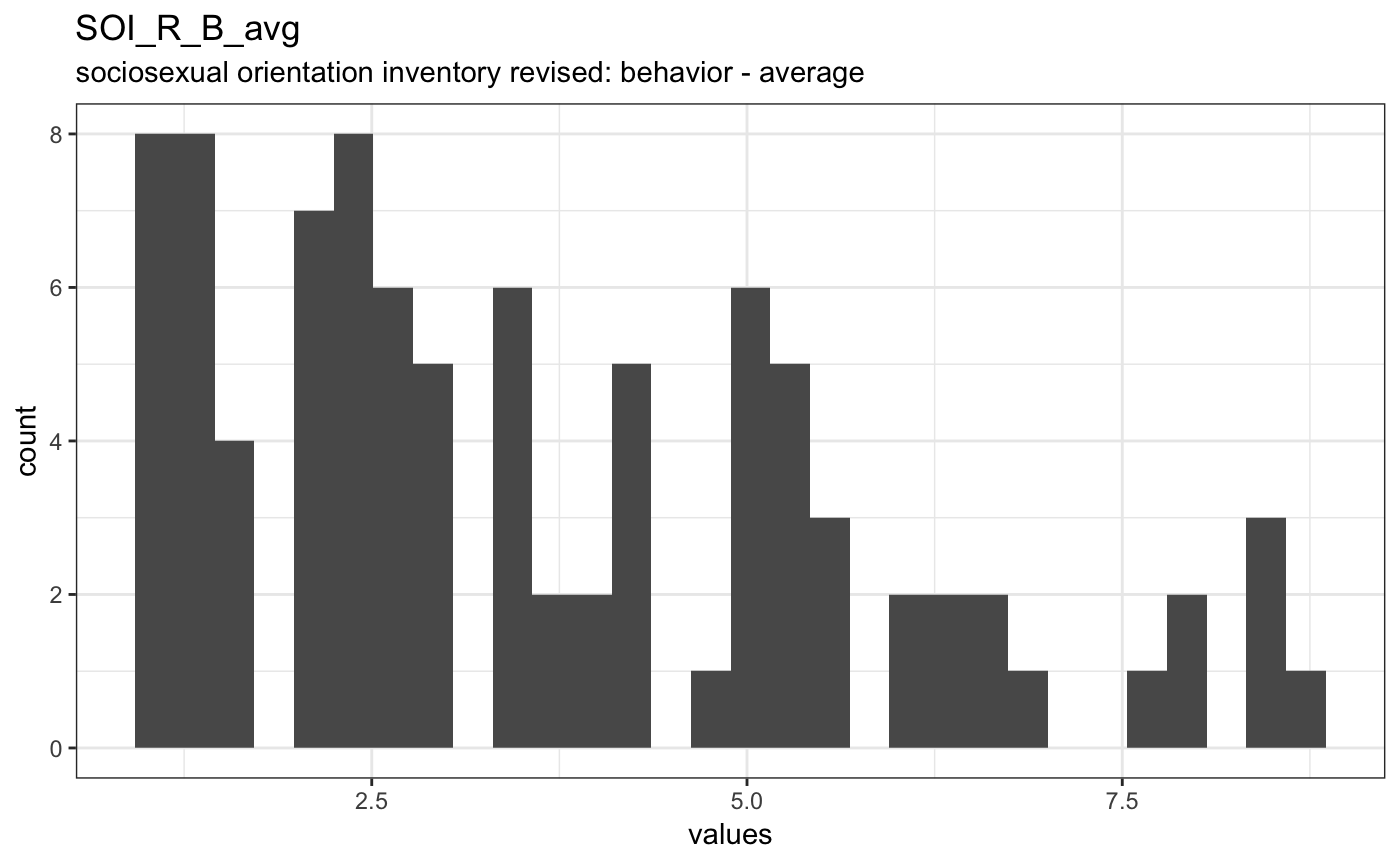 SOI_R_B_avg
sociosexual orientation inventory revised: behavior - average
8
6
4
2
0
count
2.5 5.0 7.5
values